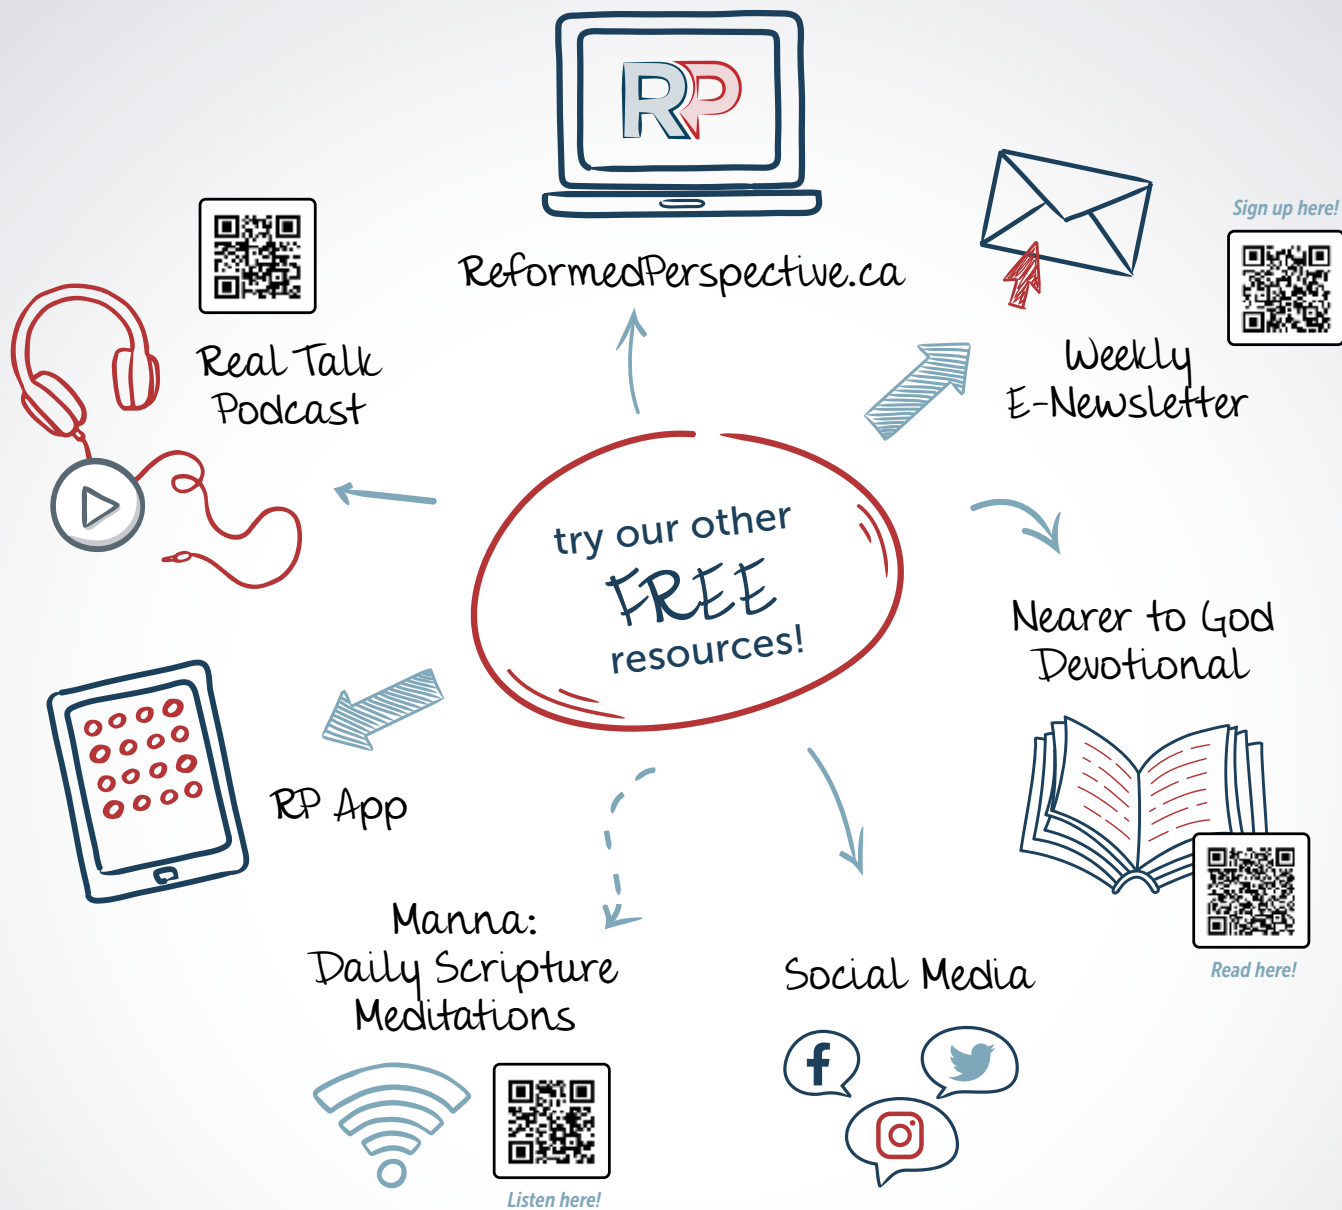 RP
ReformedPerspective.ca
Sign up here!
Weekly
E-Newsletter
Real Talk
Podcast
try our other
FREE
resources!
Nearer to God
Devotional
Read here!
RP App
Manna:
Daily Scripture
Meditations
Listen here!
Social Media
f